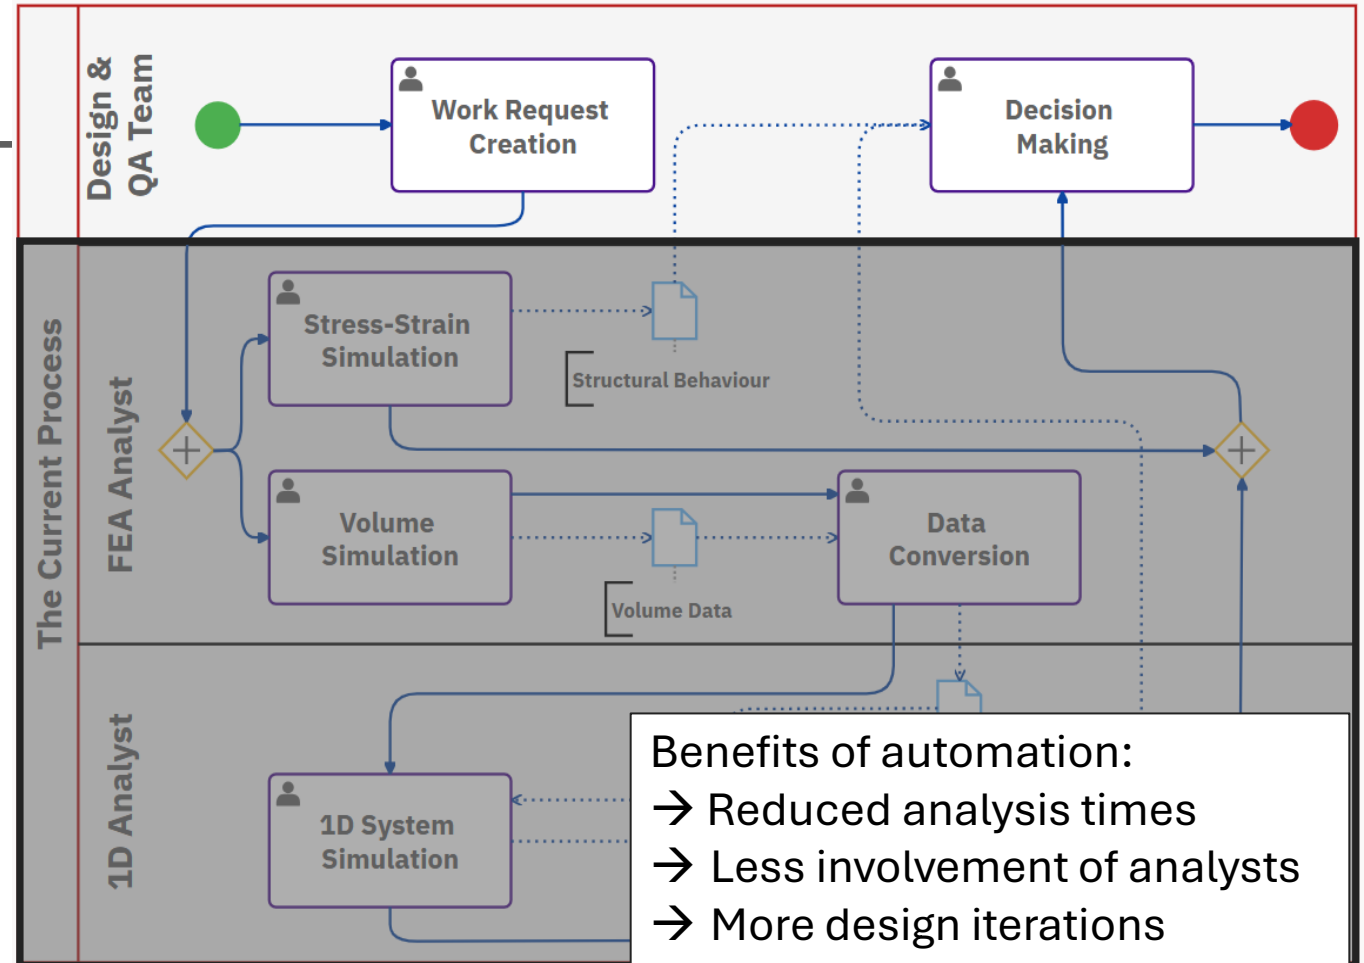 Design &
QA Team
Work Request
Creation
Decision
Making
The Current Process
FEA Analyst
Stress-Strain
Simulation
Structural Behaviour
Volume
Simulation
Volume Data
Data
Conversion
1D Analyst
1D System
Simulation
Benefits of automation:
→ Reduced analysis times
→ Less involvement of analysts
→ More design iterations